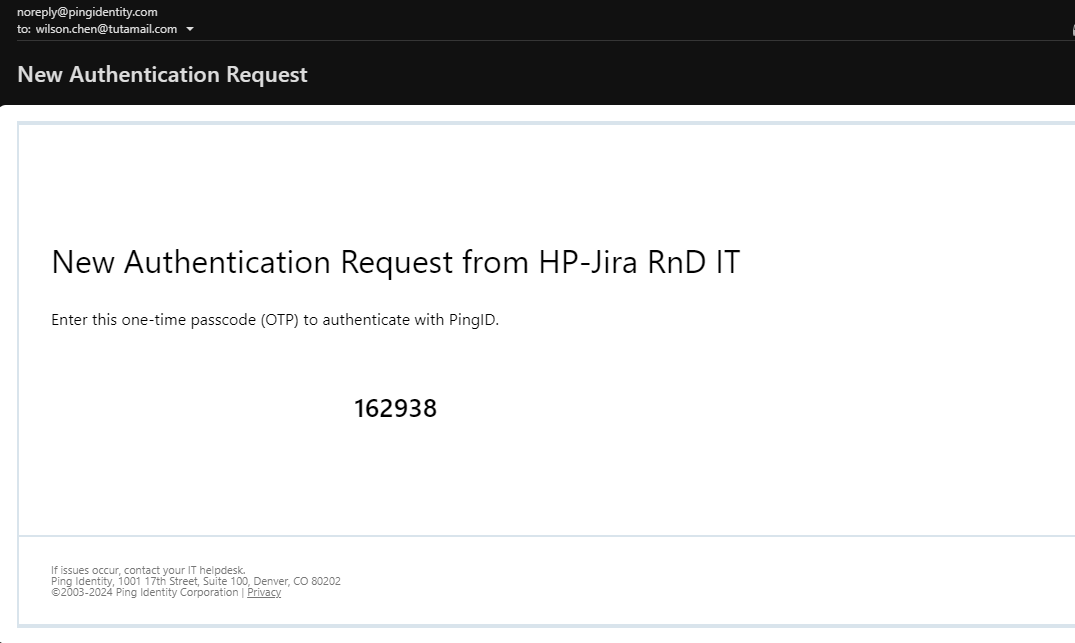 noreply@pingidentity.com
to: wilson.chen@tutamail.com
New Authentication Request
New Authentication Request from HP-Jira RnD IT
Enter this one-time passcode (OTP) to authenticate with PingID.
162938
If issues occur, contact your IT helpdesk.
Ping Identity, 1001 17th Street, Suite 100, Denver, CO 80202
©2003-2024 Ping Identity Corporation | Privacy